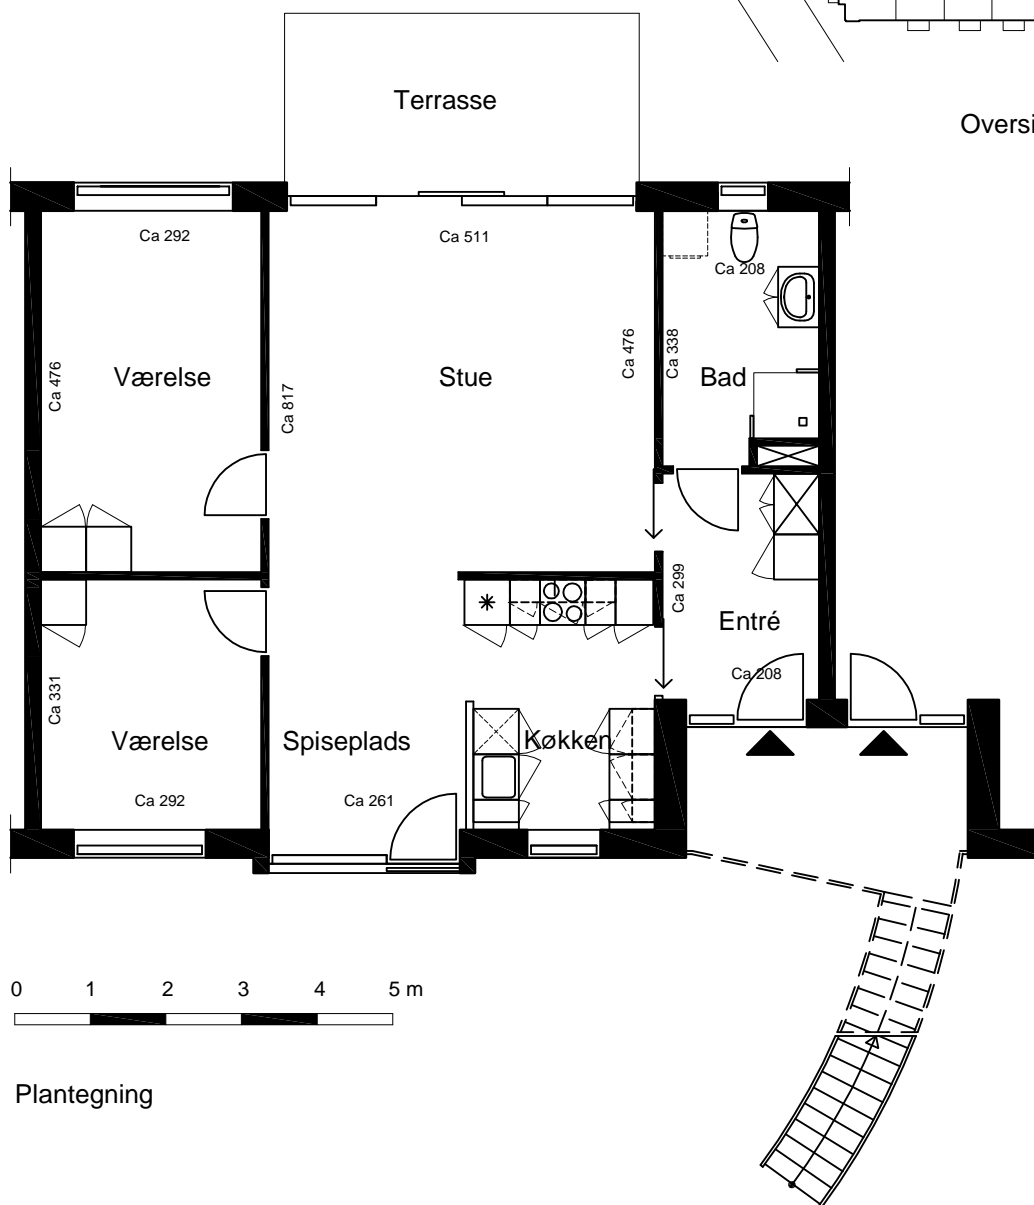 Terrasse
Oversi
Ca 292
Ca 511
Ca 208
Ca 476
Ca 817
Ca 476
Ca 338
Værelse
Stue
Bad
Ca 299
Entré
Ca 208
Ca 331
Værelse
Spiseplads
Køkken
Ca 292
Ca 261
0 1 2 3 4 5 m
Plantegning